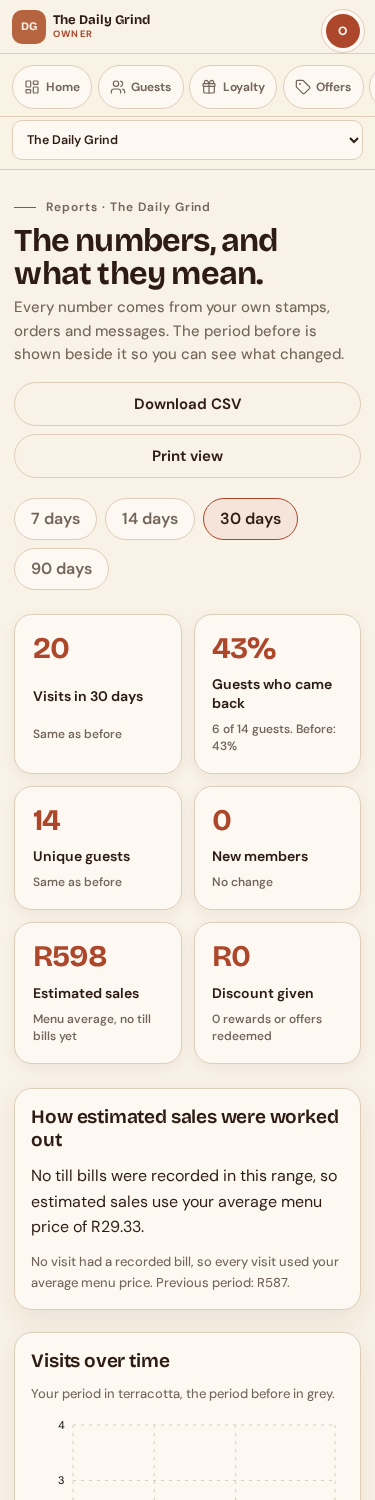 DG
The Daily Grind
OWNER
O
Home
Guests
Loyalty
Offers
The Daily Grind
Reports · The Daily Grind
The numbers, and
what they mean.
Every number comes from your own stamps,
orders and messages. The period before is
shown beside it so you can see what changed.
Download CSV
Print view
7 days
14 days
30 days
90 days
20
Visits in 30 days
Same as before
43%
Guests who came
back
6 of 14 guests. Before:
43%
14
Unique guests
Same as before
0
New members
No change
R598
Estimated sales
Menu average, no till
bills yet
R0
Discount given
0 rewards or offers
redeemed
How estimated sales were worked
out
No till bills were recorded in this range, so
estimated sales use your average menu
price of R29.33.
No visit had a recorded bill, so every visit used your
average menu price. Previous period: R587.
Visits over time
Your period in terracotta, the period before in grey.
4
3